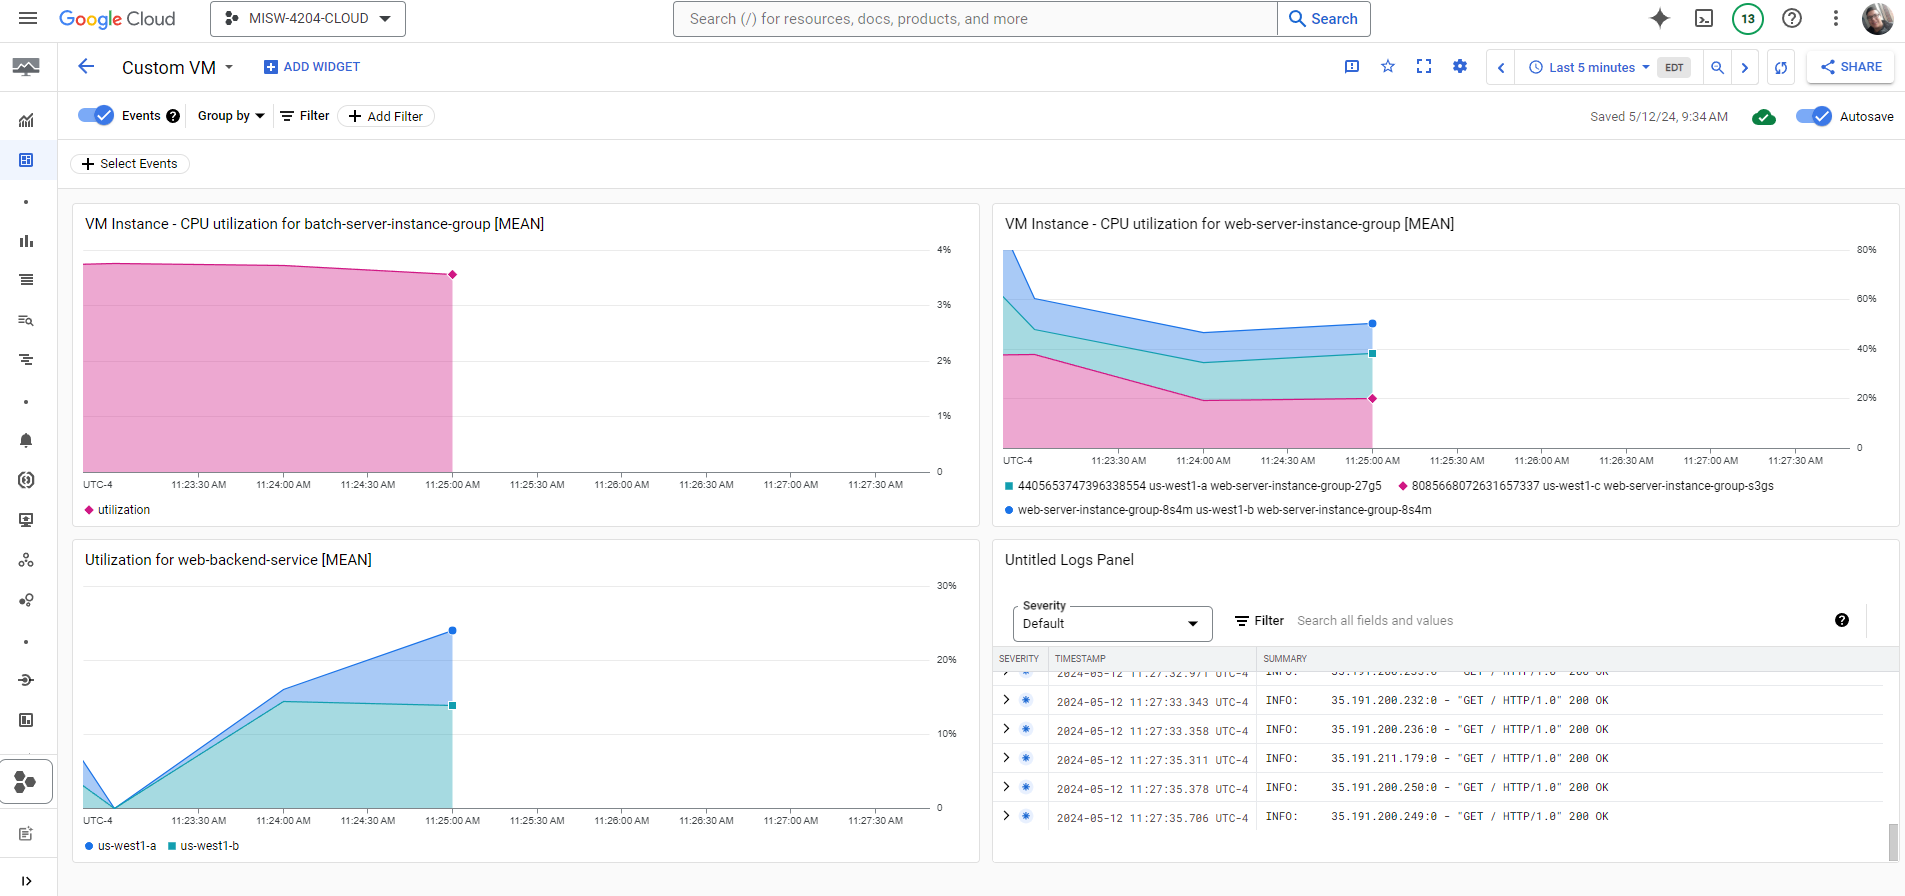 Google Cloud
MISW-4204-CLOUD
Search (/) for resources, docs, products, and more
Search
13
Custom VM
ADD WIDGET
Last 5 minutes
EDT
SHARE
Events
Group by
Filter
Add Filter
Saved 5/12/24, 9:34 AM
Autosave
Select Events
VM Instance - CPU utilization for batch-server-instance-group [MEAN]
4%
3%
2%
1%
0
UTC-4 11:23:30 AM 11:24:00 AM 11:24:30 AM 11:25:00 AM 11:25:30 AM 11:26:00 AM 11:26:30 AM 11:27:00 AM 11:27:30 AM
utilization
VM Instance - CPU utilization for web-server-instance-group [MEAN]
80%
60%
40%
20%
0
UTC-4 11:23:30 AM 11:24:00 AM 11:24:30 AM 11:25:00 AM 11:25:30 AM 11:26:00 AM 11:26:30 AM 11:27:00 AM 11:27:30 AM
4405653747396338554 us-west1-a web-server-instance-group-27g5 8085668072631657337 us-west1-c web-server-instance-group-s3gs
web-server-instance-group-8s4m us-west1-b web-server-instance-group-8s4m
Utilization for web-backend-service [MEAN]
30%
20%
10%
0
UTC-4 11:23:30 AM 11:24:00 AM 11:24:30 AM 11:25:00 AM 11:25:30 AM 11:26:00 AM 11:26:30 AM 11:27:00 AM 11:27:30 AM
us-west1-a us-west1-b
Untitled Logs Panel
Severity
Default
Filter Search all fields and values
SEVERITY TIMESTAMP SUMMARY
2024-05-12 11:27:32.971 UTC-4 INFO: "GET / HTTP/1.0" 200 OK
2024-05-12 11:27:33.343 UTC-4 INFO: 35.191.200.232:0 - "GET / HTTP/1.0" 200 OK
2024-05-12 11:27:33.358 UTC-4 INFO: 35.191.200.236:0 - "GET / HTTP/1.0" 200 OK
2024-05-12 11:27:35.311 UTC-4 INFO: 35.191.211.179:0 - "GET / HTTP/1.0" 200 OK
2024-05-12 11:27:35.378 UTC-4 INFO: 35.191.200.250:0 - "GET / HTTP/1.0" 200 OK
2024-05-12 11:27:35.706 UTC-4 INFO: 35.191.200.249:0 - "GET / HTTP/1.0" 200 OK